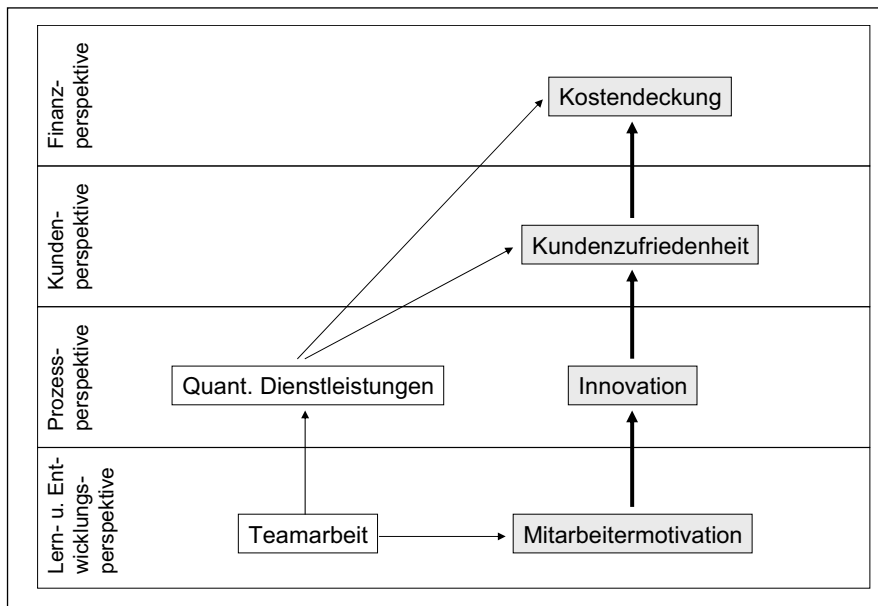 Finanz-
perspektive
Kostendeckung
Kunden-
perspektive
Kundenzufriedenheit
Prozess-
perspektive
Quant. Dienstleistungen
Innovation
Lern- u. Ent-
wicklungs-
perspektive
Teamarbeit
Mitarbeitermotivation